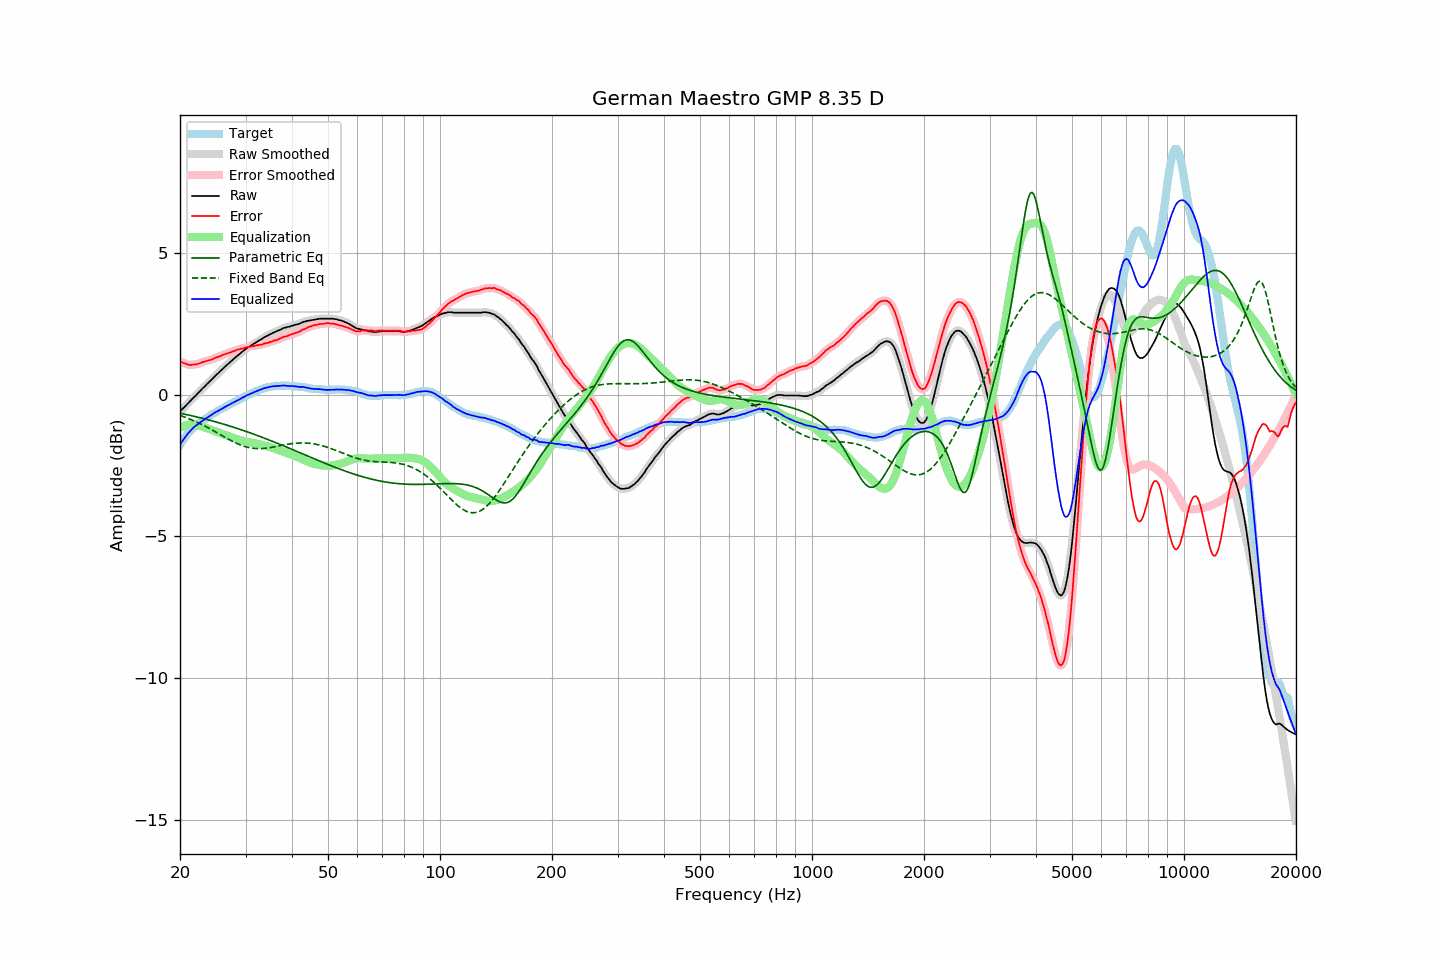 German Maestro GMP 8.35 D
Target
Raw Smoothed
Error Smoothed
Raw
Error
Equalization
Parametric Eq
Fixed Band Eq
Equalized
Amplitude (dBr)
5
0
−5
−10
−15
20 50 100 200 500 1000 2000 5000 10000 20000
Frequency (Hz)